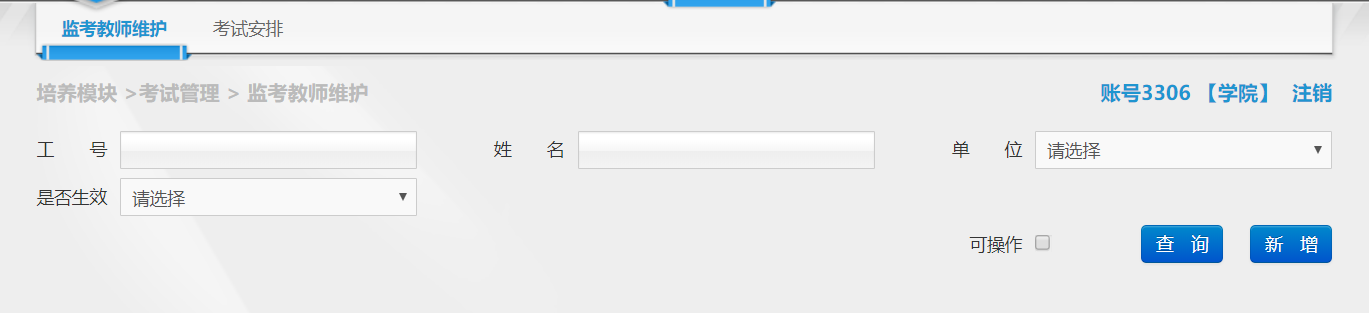 监考教师维护 考试安排
培养模块 >考试管理 > 监考教师维护 账号3306 【学院】 注销
工 号 姓 名 单 位 请选择
是否生效 请选择
可操作 查 询 新 增